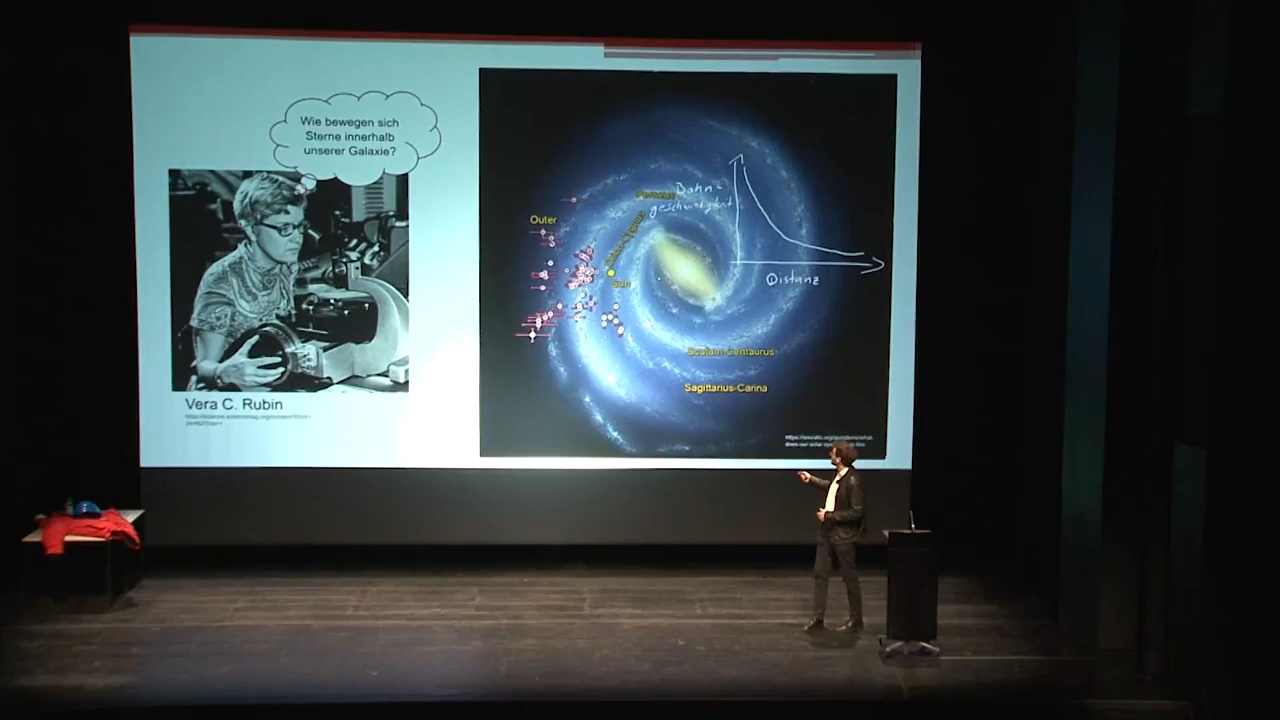 Wie bewegen sich
Sterne innerhalb
unserer Galaxie?
Vera C. Rubin
Outer
Perseus
Sun
Bahn-
geschwindigkeit
Distanz
Scutum-Centaurus
Sagittarius-Carina